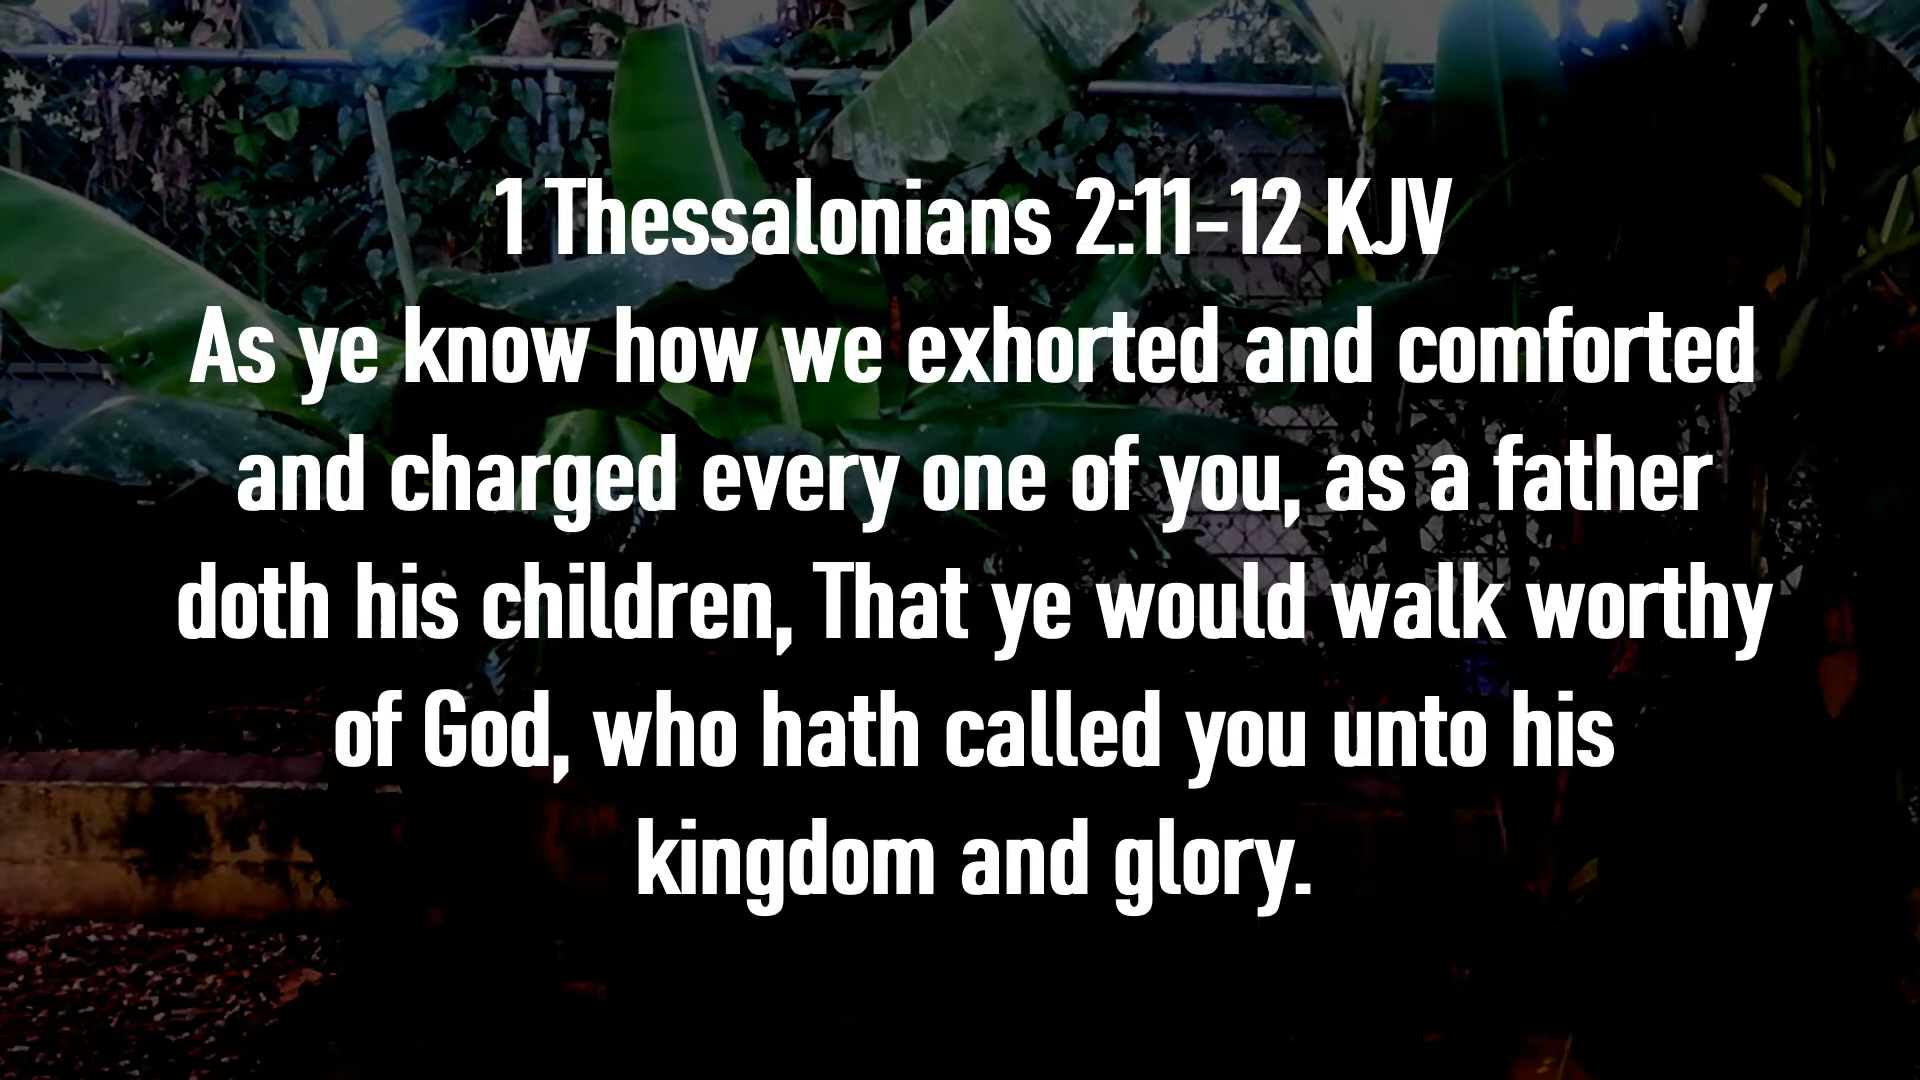 1 Thessalonians 2:11-12 KJV
As ye know how we exhorted and comforted
and charged every one of you, as a father
doth his children, That ye would walk worthy
of God, who hath called you unto his
kingdom and glory.